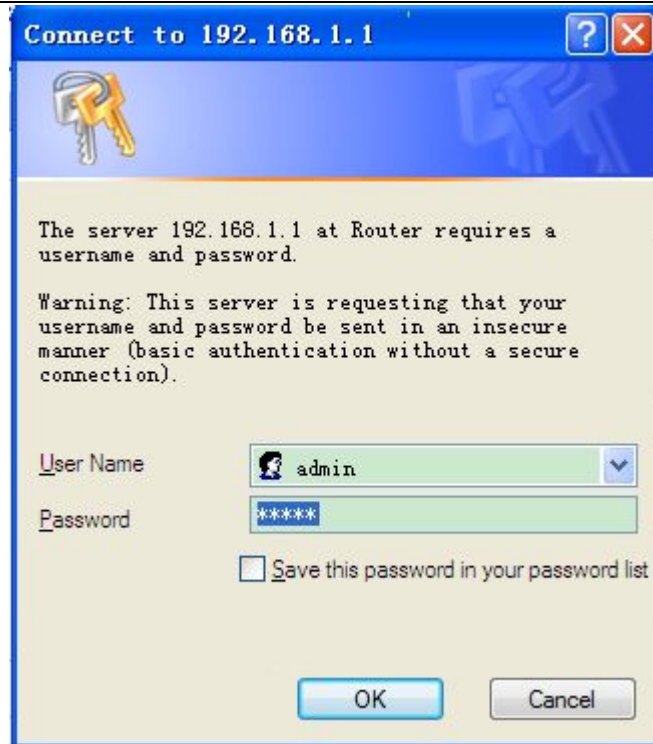 Connect to 192.168.1.1
?
The server 192.168.1.1 at Router requires a
username and password.
Warning: This server is requesting that your
username and password be sent in an insecure
manner (basic authentication without a secure
connection).
User Name
admin
Password
*****
Save this password in your password list
OK
Cancel